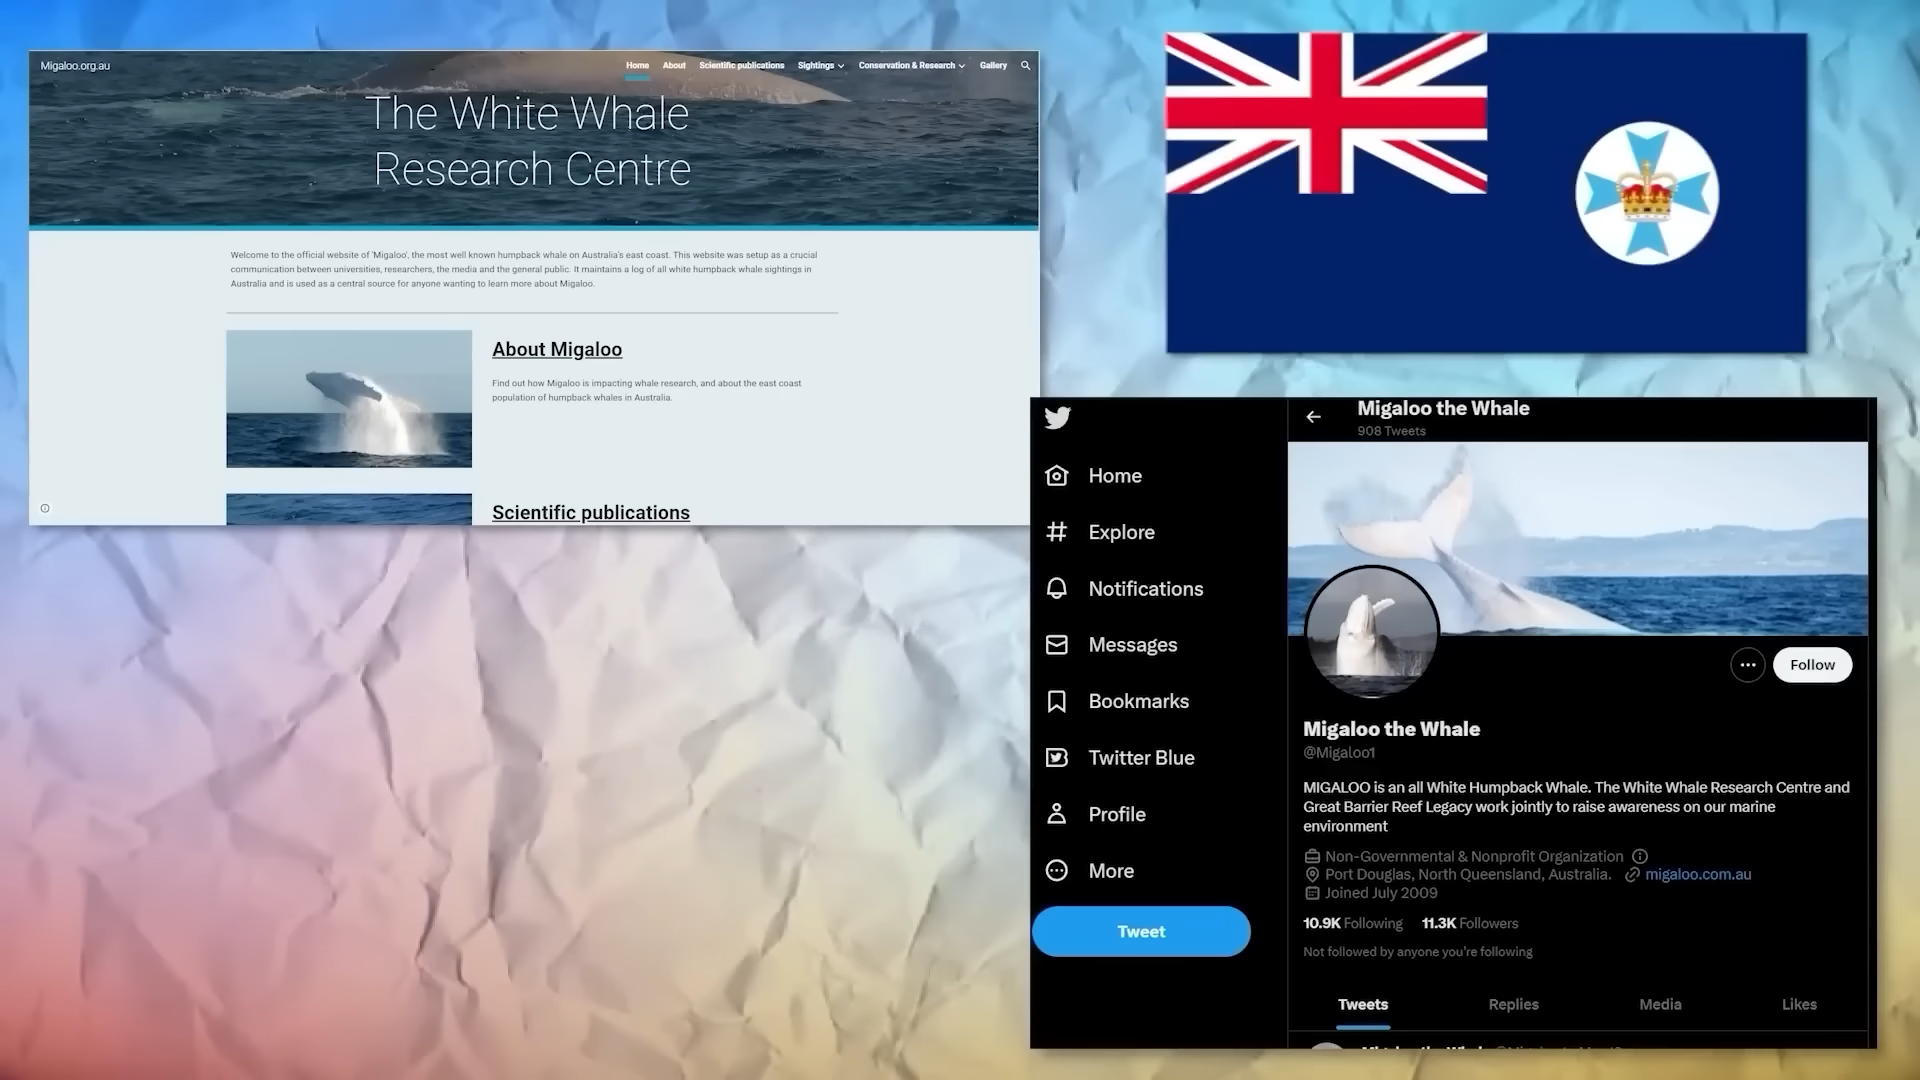 Migaloo.org.au
Home About Scientific publications Sightings Conservation & Research Gallery
The White Whale
Research Centre
Welcome to the official website of 'Migaloo', the most well known humpback whale on Australia's east coast. This website was setup as a crucial
communication between universities, researchers, the media and the general public. It maintains a log of all white humpback whale sightings in
Australia and is used as a central source for anyone wanting to learn more about Migaloo.
About Migaloo
Find out how Migaloo is impacting whale research, and about the east coast
population of humpback whales in Australia.
Scientific publications
Home
Explore
Notifications
Messages
Bookmarks
Twitter Blue
Profile
More
Tweet
Migaloo the Whale
908 Tweets
Follow
Migaloo the Whale
@Migaloo1
MIGALOO is an all White Humpback Whale. The White Whale Research Centre and
Great Barrier Reef Legacy work jointly to raise awareness on our marine
environment
Non-Governmental & Nonprofit Organization
Port Douglas, North Queensland, Australia. migaloo.com.au
Joined July 2009
10.9K Following 11.3K Followers
Not followed by anyone you're following
Tweets Replies Media Likes